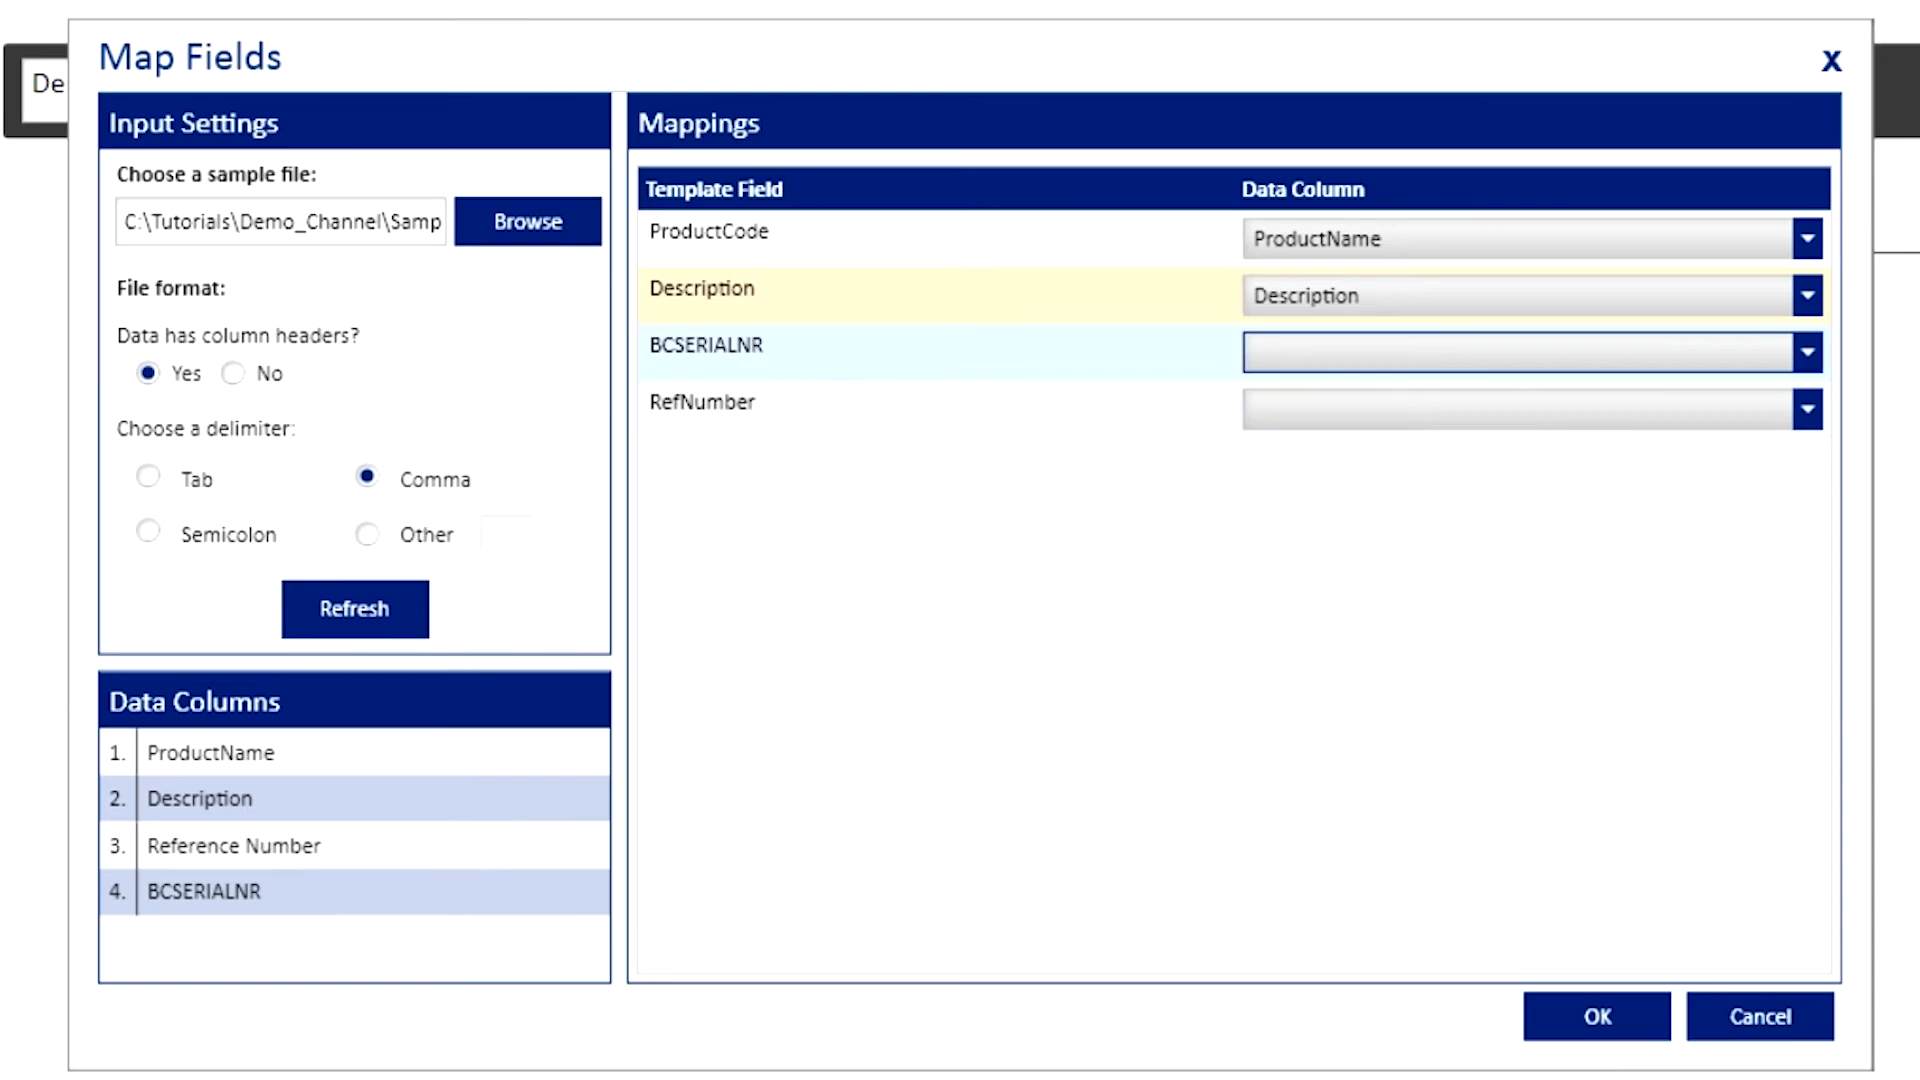 Map Fields
X
De
Input Settings
Choose a sample file:
C:\Tutorials\Demo_Channel\Samp
Browse
File format:
Data has column headers?
Yes
No
Choose a delimiter:
Tab
Comma
Semicolon
Other
Refresh
Data Columns
1. ProductName
2. Description
3. Reference Number
4. BCSERIALNR
Mappings
Template Field Data Column
ProductCode ProductName
Description Description
BCSERIALNR
RefNumber
OK
Cancel